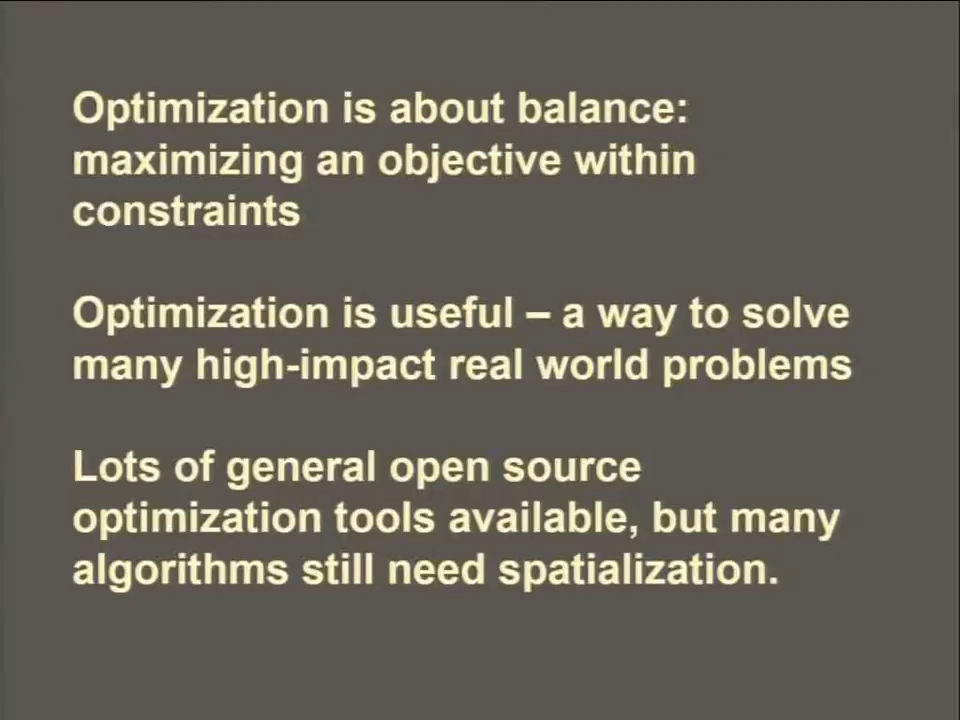 Optimization is about balance:
maximizing an objective within
constraints
Optimization is useful – a way to solve
many high-impact real world problems
Lots of general open source
optimization tools available, but many
algorithms still need spatialization.